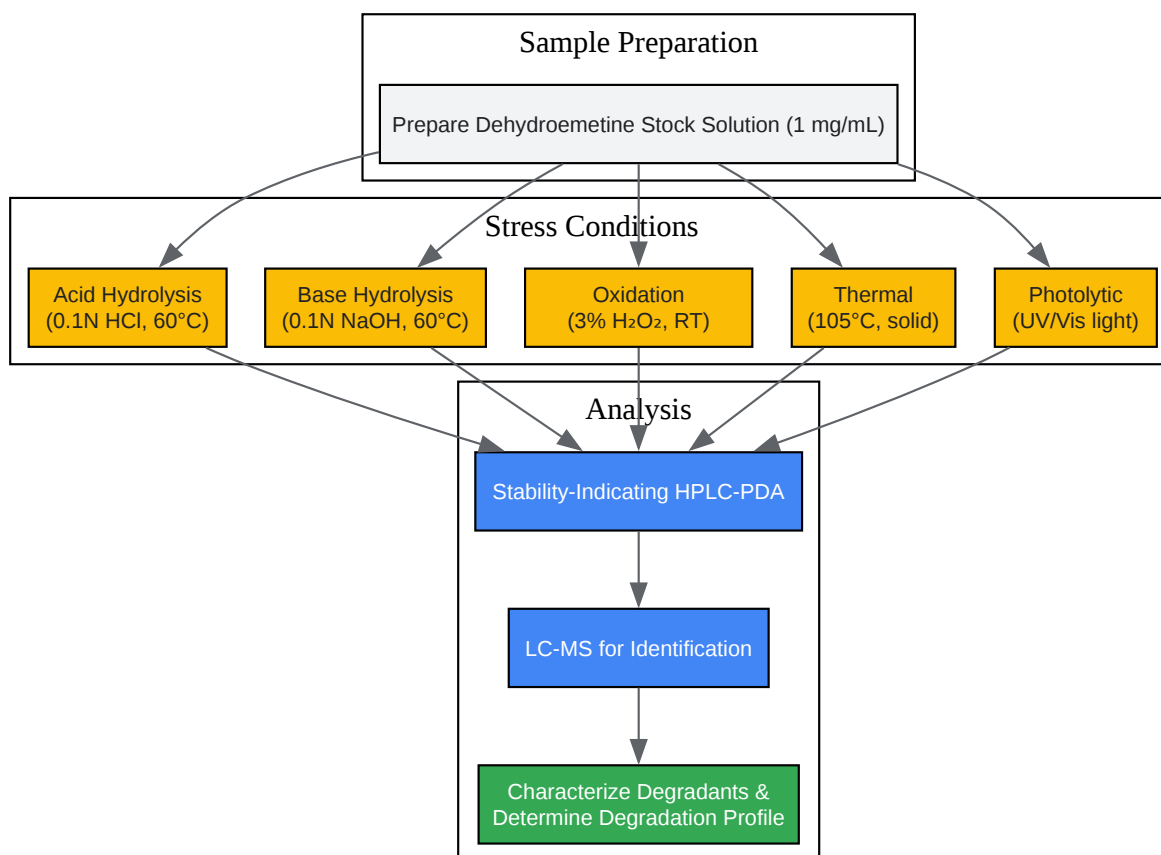 Sample Preparation
Prepare Dehydroemetine Stock Solution (1 mg/mL)
Stress Conditions
Acid Hydrolysis
(0.1N HCl, 60°C)
Base Hydrolysis
(0.1N NaOH, 60°C)
Oxidation
(3% H₂O₂, RT)
Thermal
(105°C, solid)
Photolytic
(UV/Vis light)
Analysis
Stability-Indicating HPLC-PDA
LC-MS for Identification
Characterize Degradants &
Determine Degradation Profile